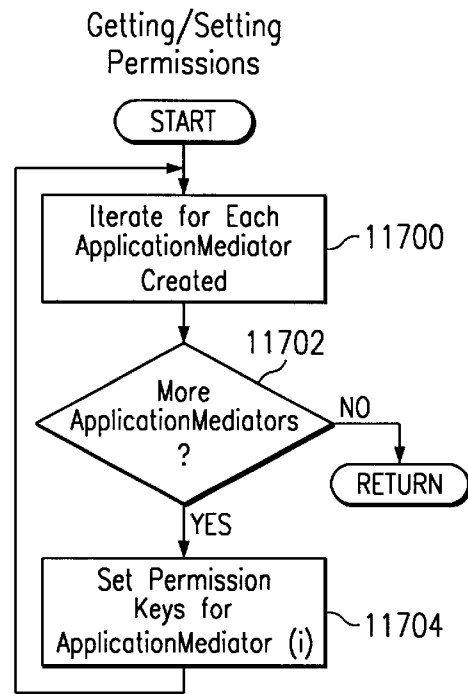 Getting/Setting
Permissions
START
Iterate for Each
ApplicationMediator
Created
11700
11702
More
ApplicationMediators
?
NO
RETURN
YES
Set Permission
Keys for
ApplicationMediator (i)
11704